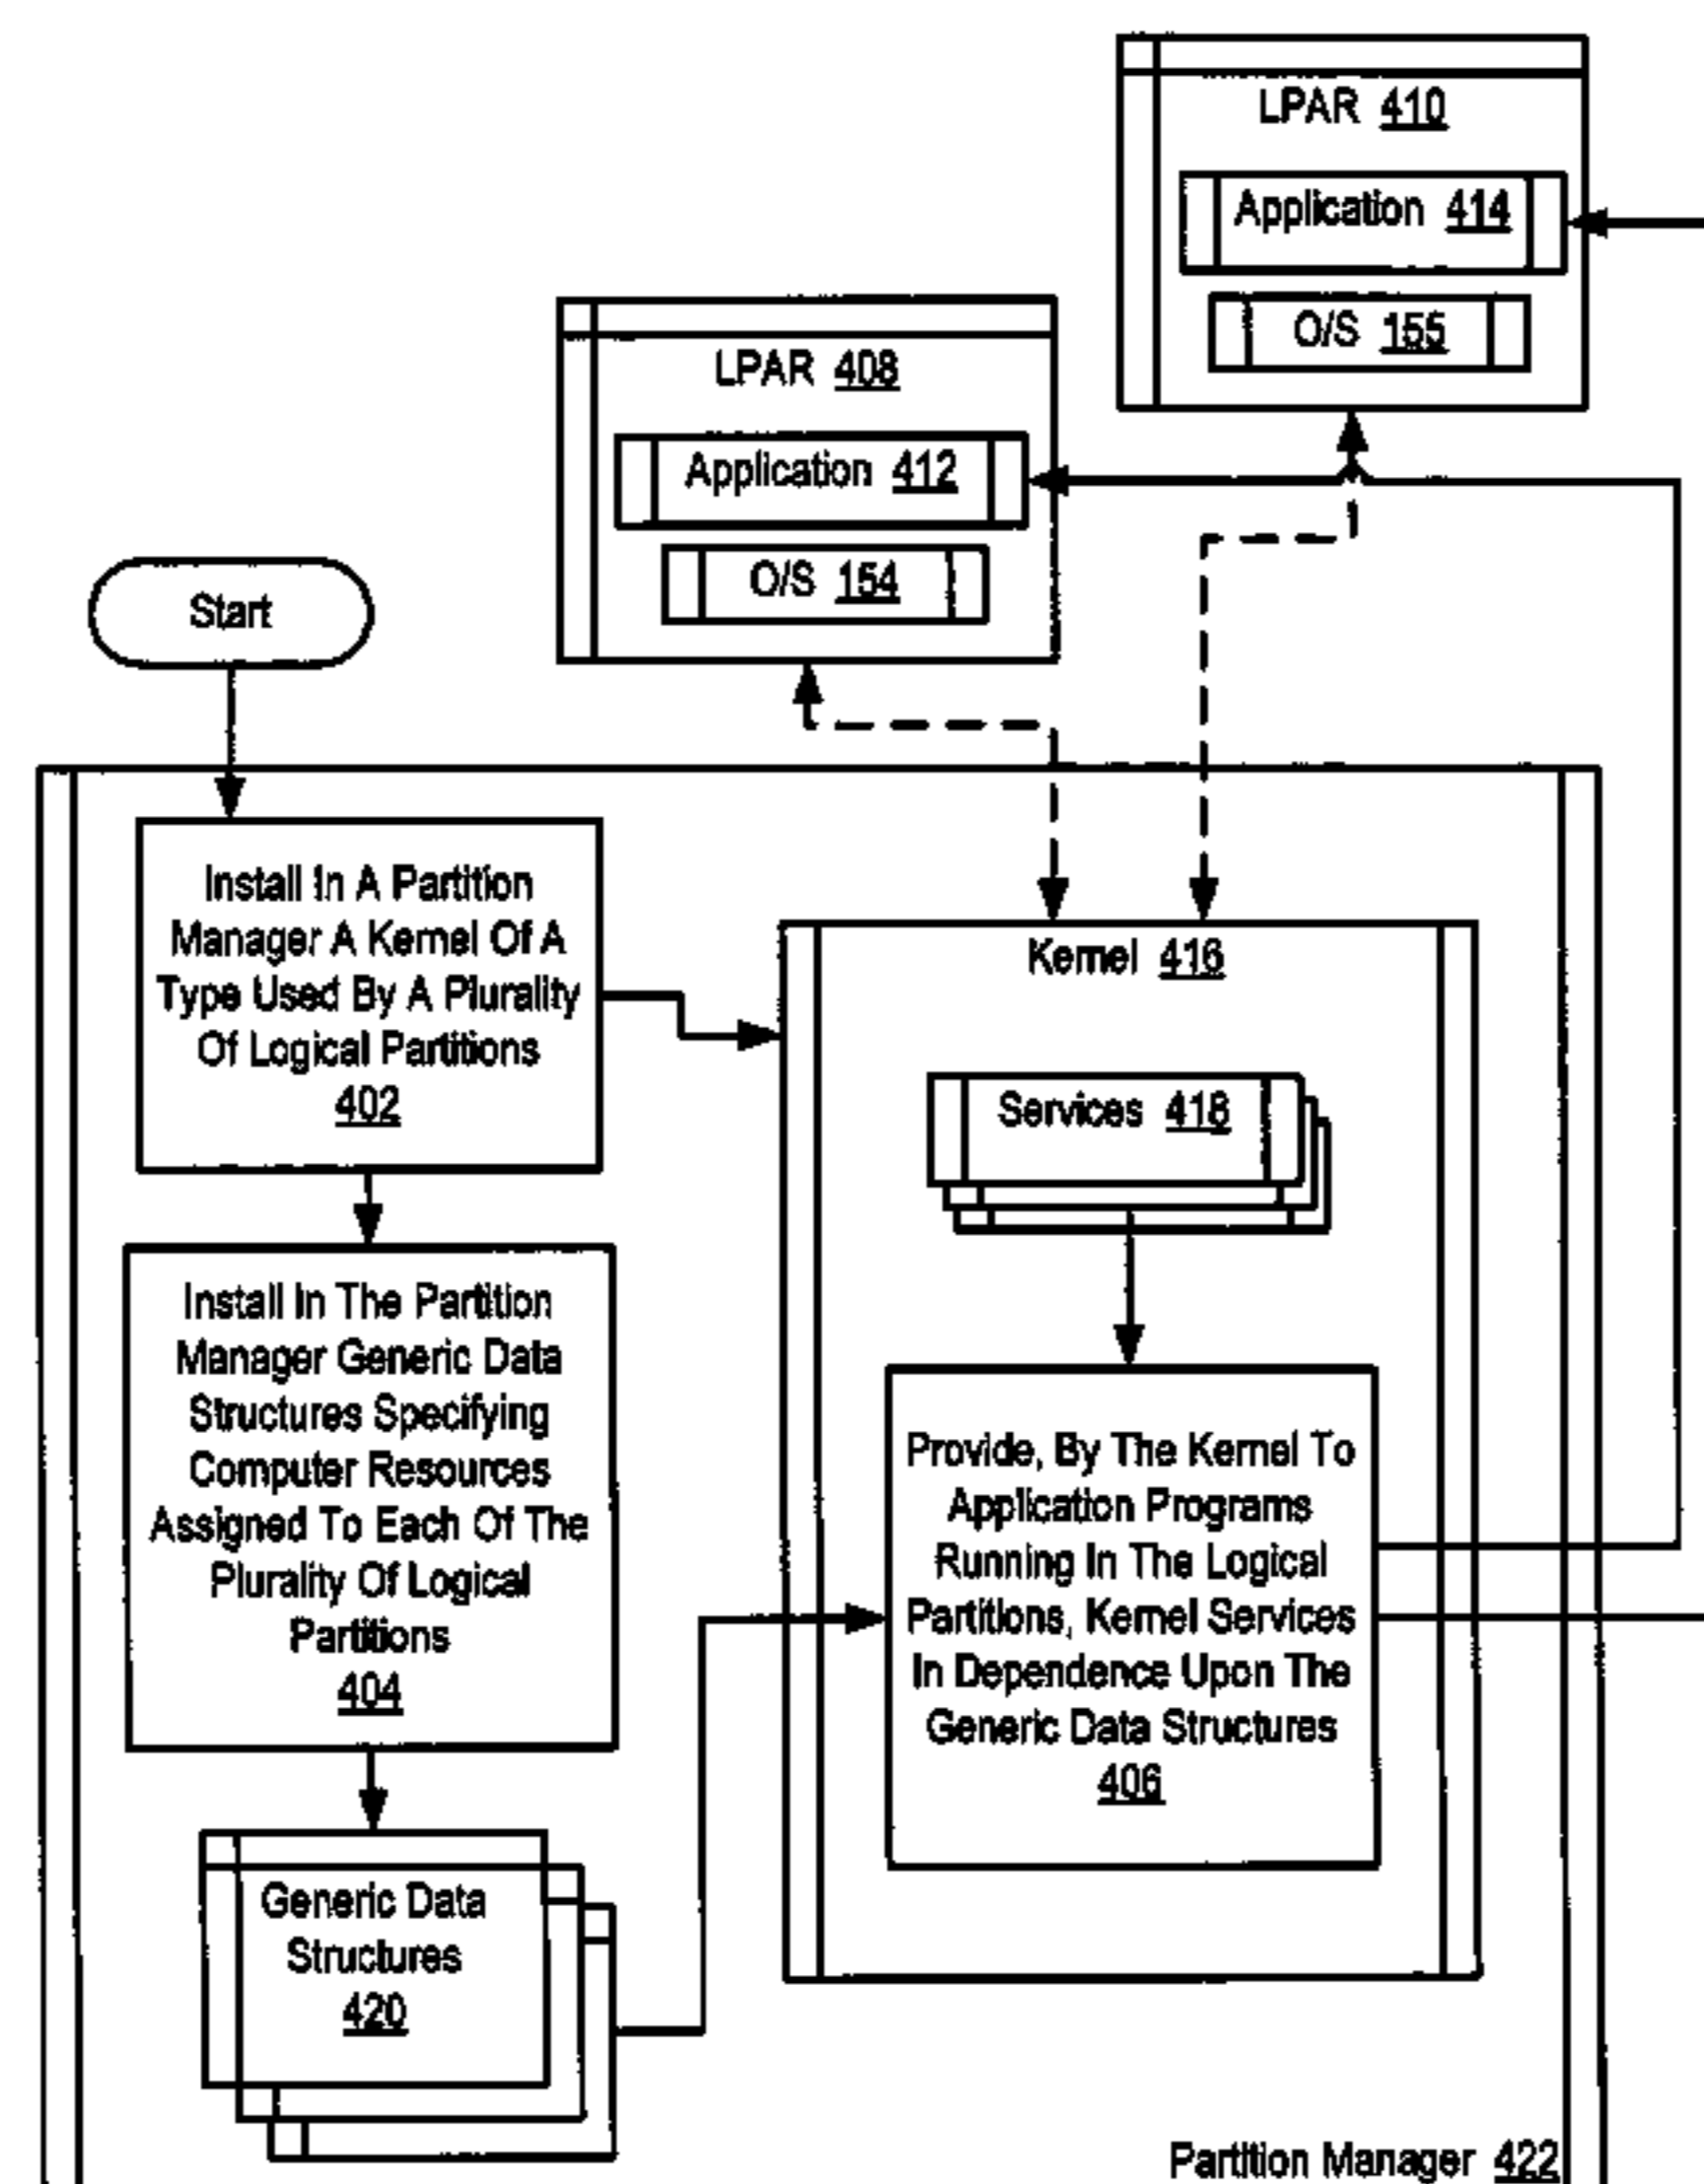 LPAR 410
Application 414
O/S 155
LPAR 408
Application 412
O/S 154
Start
Install In A Partition
Manager A Kernel Of A
Type Used By A Plurality
Of Logical Partitions
402
Kernel 416
Services 418
Install In The Partition
Manager Generic Data
Structures Specifying
Computer Resources
Assigned To Each Of The
Plurality Of Logical
Partitions
404
Provide, By The Kernel To
Application Programs
Running In The Logical
Partitions, Kernel Services
In Dependence Upon The
Generic Data Structures
406
Generic Data
Structures
420
Partition Manager 422